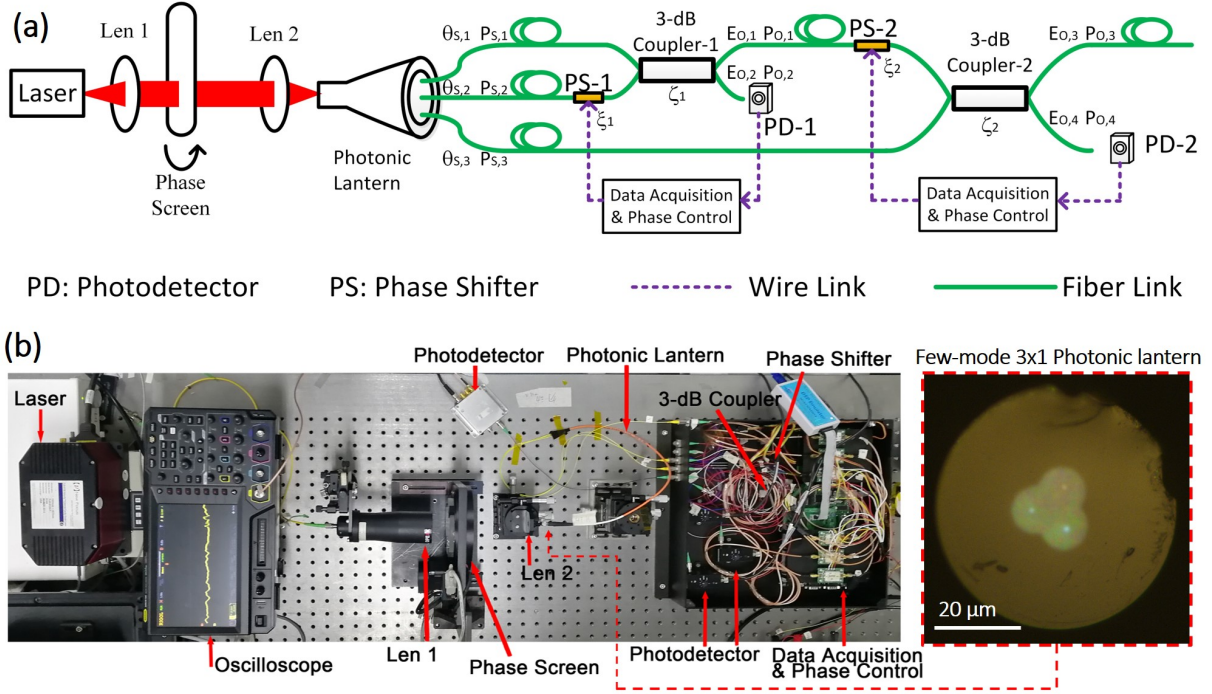 (a)
Len 1
Len 2
Laser
Phase
Screen
Photonic
Lantern
θS,1 PS,1
θS,2 PS,2
θS,3 PS,3
PS-1
ξ1
3-dB
Coupler-1
ζ1
EO,1 PO,1
EO,2 PO,2
PD-1
PS-2
ξ2
3-dB
Coupler-2
ζ2
EO,3 PO,3
EO,4 PO,4
PD-2
Data Acquisition
& Phase Control
Data Acquisition
& Phase Control
PD: Photodetector
PS: Phase Shifter
Wire Link
Fiber Link
(b)
Laser
Photodetector
Photonic Lantern
Phase Shifter
3-dB Coupler
Few-mode 3x1 Photonic lantern
Len 2
Oscilloscope
Len 1
Phase Screen
Photodetector
Data Acquisition
& Phase Control
20 µm